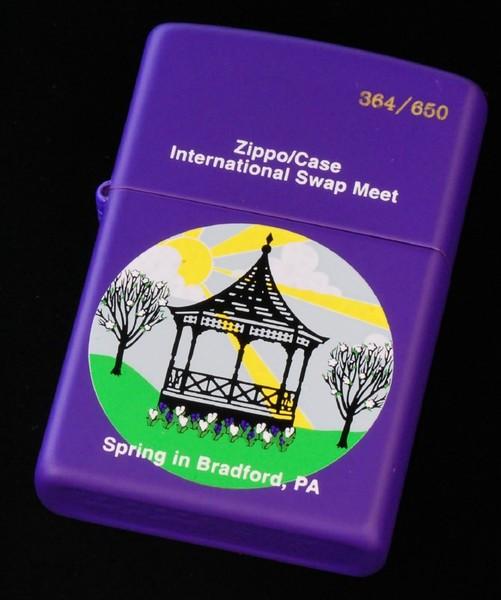 364/650
Zippo/Case
International Swap Meet
Spring in Bradford, PA